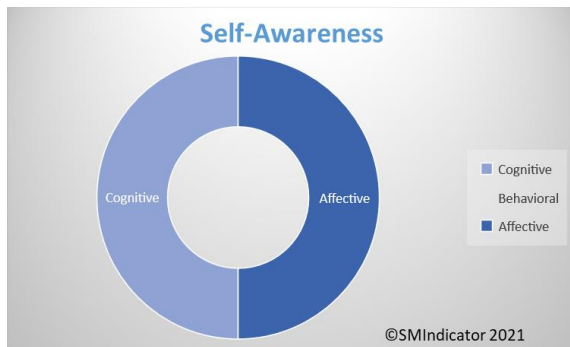 Self-Awareness
Cognitive
Affective
Cognitive
Behavioral
Affective
©SMIndicator 2021